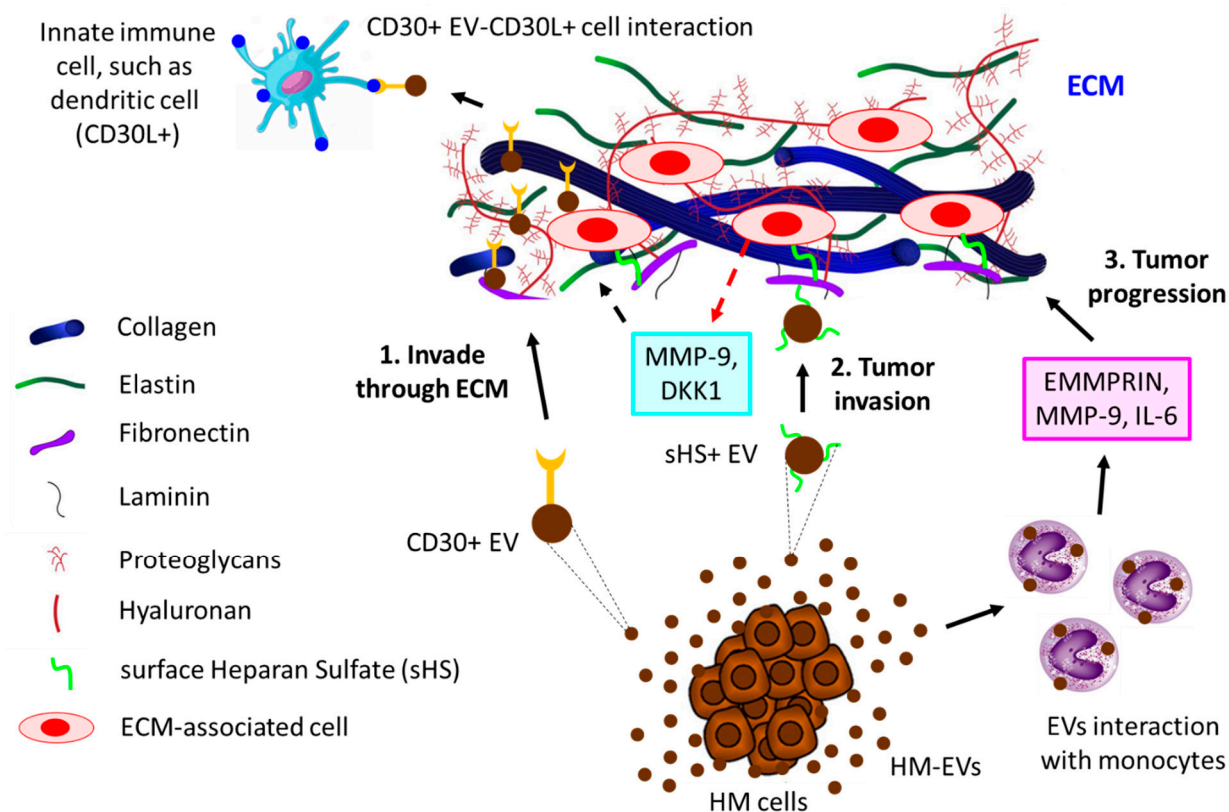 Innate immune
cell, such as
dendritic cell
(CD30L+)
CD30+ EV-CD30L+ cell interaction
ECM
Collagen
Elastin
Fibronectin
Laminin
Proteoglycans
Hyaluronan
surface Heparan Sulfate (sHS)
ECM-associated cell
1. Invade
through ECM
CD30+ EV
MMP-9,
DKK1
2. Tumor
invasion
sHS+ EV
3. Tumor
progression
EMMPRIN,
MMP-9, IL-6
EVs interaction
with monocytes
HM-EVs
HM cells